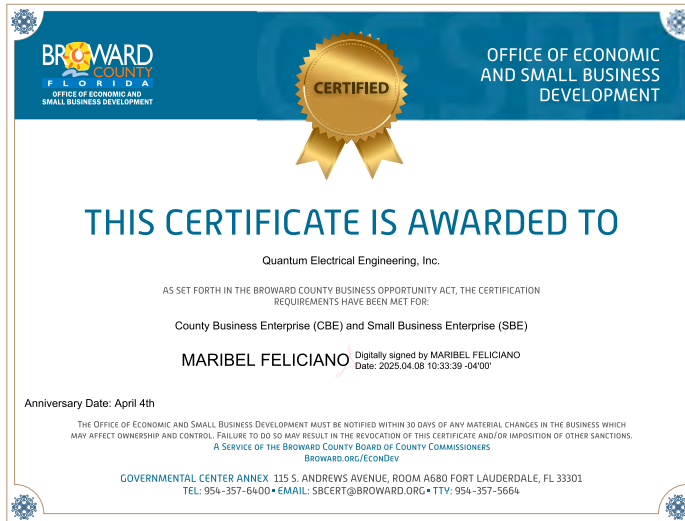 BROWARD
COUNTY
FLORIDA
OFFICE OF ECONOMIC AND
SMALL BUSINESS DEVELOPMENT
CERTIFIED
OFFICE OF ECONOMIC
AND SMALL BUSINESS
DEVELOPMENT
THIS CERTIFICATE IS AWARDED TO
Quantum Electrical Engineering, Inc.
AS SET FORTH IN THE BROWARD COUNTY BUSINESS OPPORTUNITY ACT, THE CERTIFICATION
REQUIREMENTS HAVE BEEN MET FOR:
County Business Enterprise (CBE) and Small Business Enterprise (SBE)
MARIBEL FELICIANO
Digitally signed by MARIBEL FELICIANO
Date: 2025.04.08 10:33:39 -04'00'
Anniversary Date: April 4th
THE OFFICE OF ECONOMIC AND SMALL BUSINESS DEVELOPMENT MUST BE NOTIFIED WITHIN 30 DAYS OF ANY MATERIAL CHANGES IN THE BUSINESS WHICH
MAY AFFECT OWNERSHIP AND CONTROL. FAILURE TO DO SO MAY RESULT IN THE REVOCATION OF THIS CERTIFICATE AND/OR IMPOSITION OF OTHER SANCTIONS.
A SERVICE OF THE BROWARD COUNTY BOARD OF COUNTY COMMISSIONERS
BROWARD.ORG/ECONDEV
GOVERNMENTAL CENTER ANNEX 115 S. ANDREWS AVENUE, ROOM A680 FORT LAUDERDALE, FL 33301
TEL: 954-357-6400 ▪ EMAIL: SBCERT@BROWARD.ORG ▪ TTY: 954-357-5664